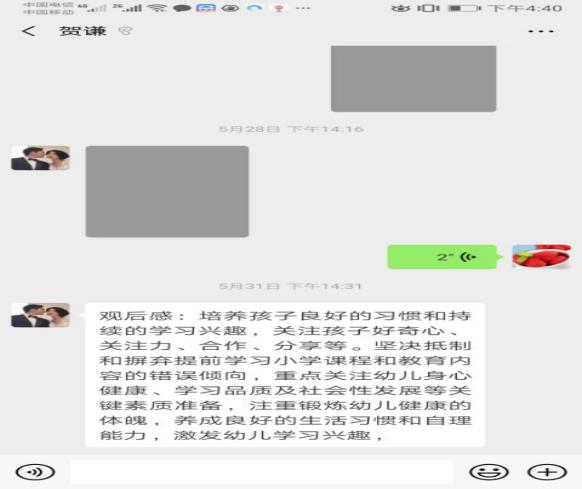 中国电信
中国移动
4G
2G
下午4:40
贺谦
5月28日 下午14:16
2"
5月31日 下午14:31
观后感：培养孩子良好的习惯和持
续的学习兴趣，关注孩子好奇心、
关注力、合作、分享等。坚决抵制
和摒弃提前学习小学课程和教育内
容的错误倾向，重点关注幼儿身心
健康、学习品质及社会性发展等关
键素质准备，注重锻炼幼儿健康的
体魄，养成良好的生活习惯和自理
能力，激发幼儿学习兴趣，